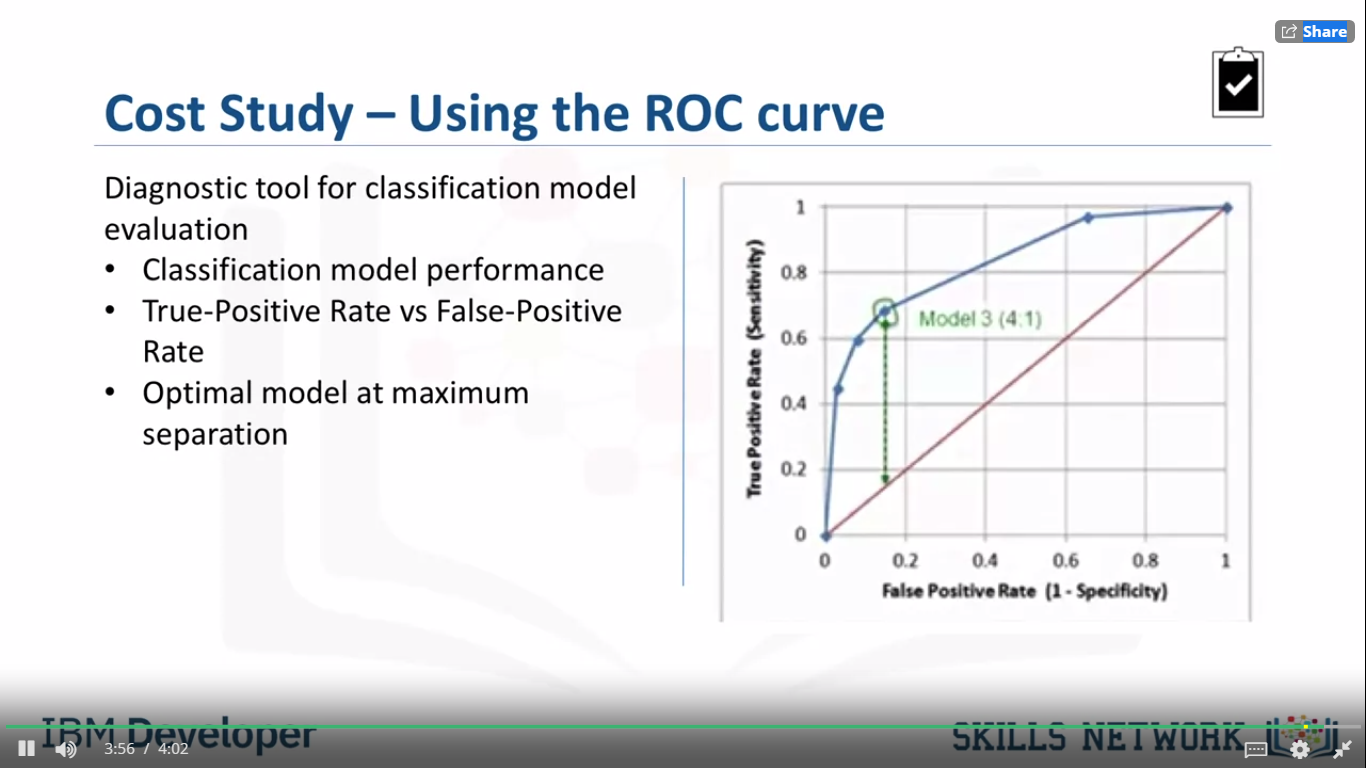 Share
Cost Study – Using the ROC curve
Diagnostic tool for classification model
evaluation
• Classification model performance
• True-Positive Rate vs False-Positive
Rate
• Optimal model at maximum
separation
True Positive Rate (Sensitivity)
1
0.8
0.6
0.4
0.2
0
Model 3 (4:1)
0 0.2 0.4 0.6 0.8 1
False Positive Rate (1 - Specificity)
IBM Developer
SKILLS NETWORK
3:56 / 4:02